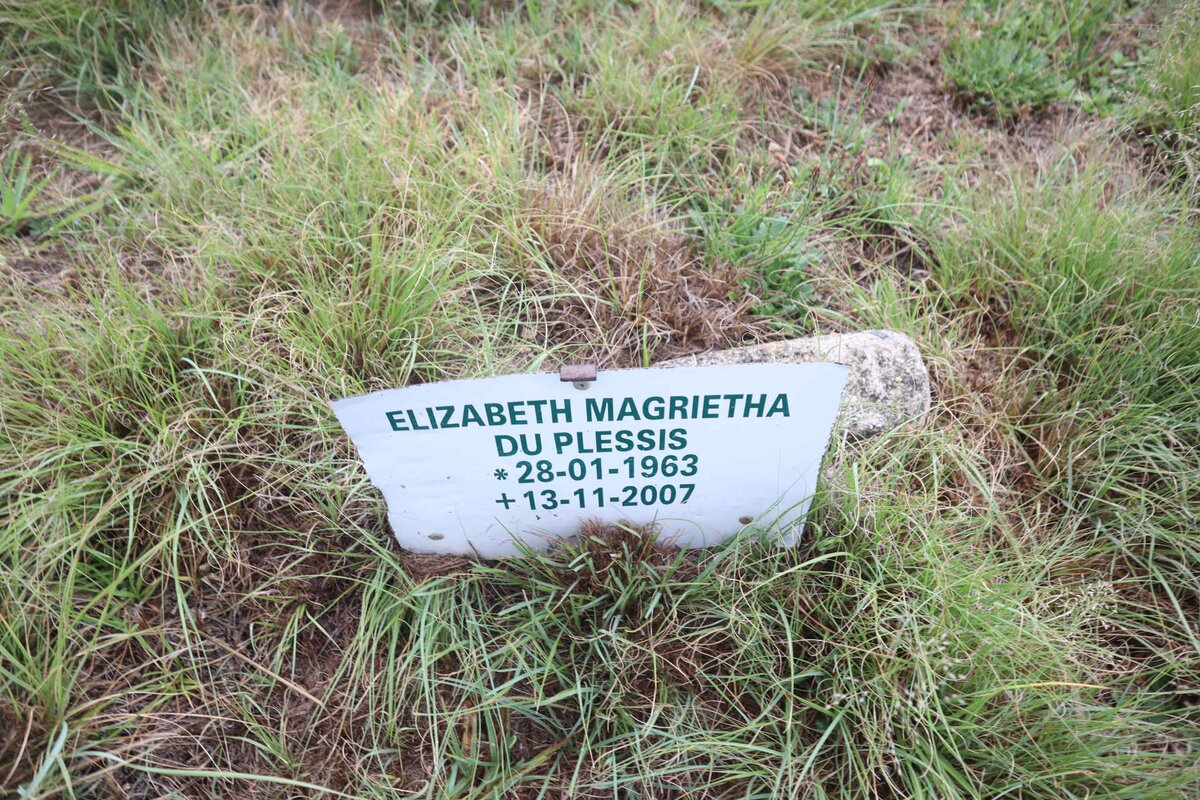 ELIZABETH MAGRIETHA
DU PLESSIS
*28-01-1963
+13-11-2007